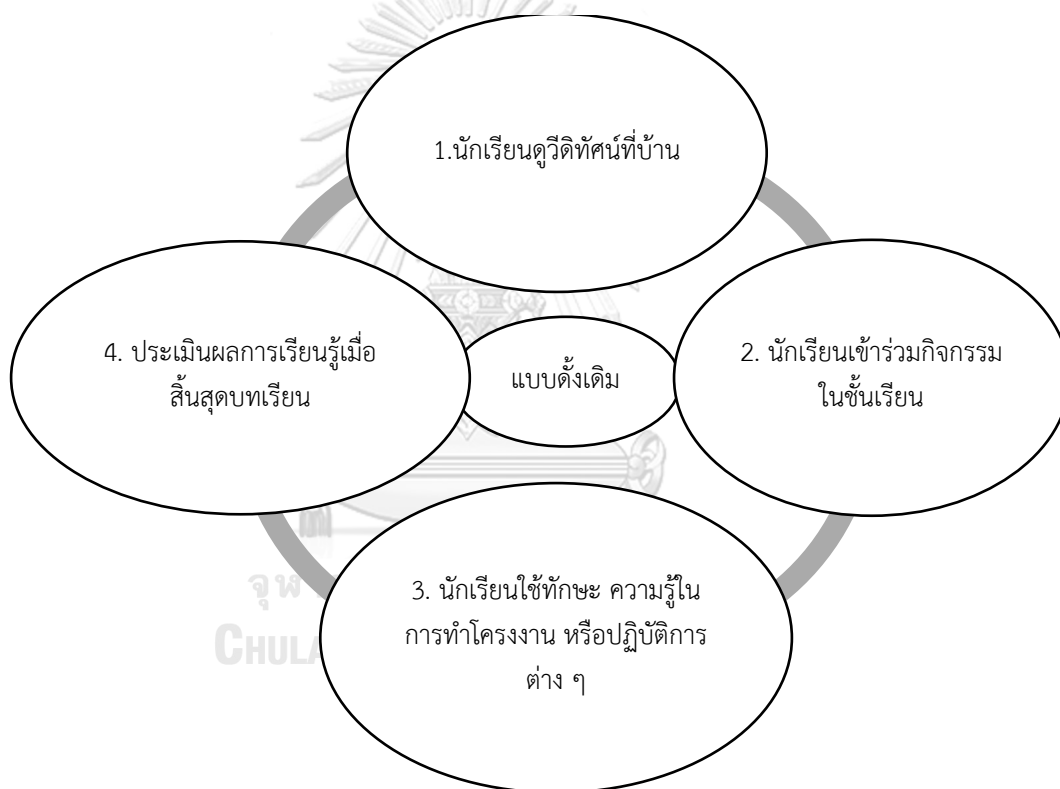 1.นักเรียนดูวีดิทัศน์ที่บ้าน
4. ประเมินผลการเรียนรู้เมื่อ
สิ้นสุดบทเรียน
แบบดั้งเดิม
2. นักเรียนเข้าร่วมกิจกรรม
ในชั้นเรียน
3. นักเรียนใช้ทักษะ ความรู้ใน
การทำโครงงาน หรือปฏิบัติการ
ต่าง ๆ
จุฬ
CHUL